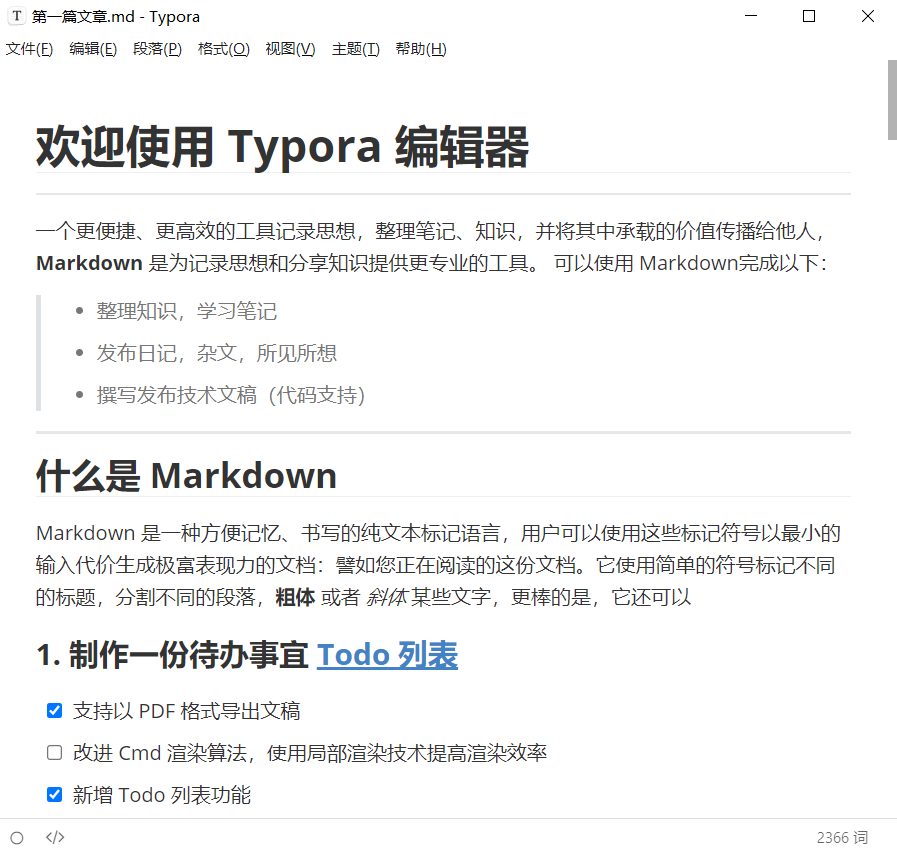 T 第一篇文章.md - Typora
文件(F) 编辑(E) 段落(P) 格式(O) 视图(V) 主题(T) 帮助(H)
欢迎使用 Typora 编辑器
一个更便捷、更高效的工具记录思想，整理笔记、知识，并将其中承载的价值传播给他人，
Markdown 是为记录思想和分享知识提供更专业的工具。 可以使用 Markdown完成以下：
• 整理知识，学习笔记
• 发布日记，杂文，所见所想
• 撰写发布技术文稿（代码支持）
什么是 Markdown
Markdown 是一种方便记忆、书写的纯文本标记语言，用户可以使用这些标记符号以最小的
输入代价生成极富表现力的文档：譬如您正在阅读的这份文档。它使用简单的符号标记不同
的标题，分割不同的段落，粗体 或者 斜体 某些文字，更棒的是，它还可以
1. 制作一份待办事宜 Todo 列表
支持以 PDF 格式导出文稿
改进 Cmd 渲染算法，使用局部渲染技术提高渲染效率
新增 Todo 列表功能
</> 2366 词